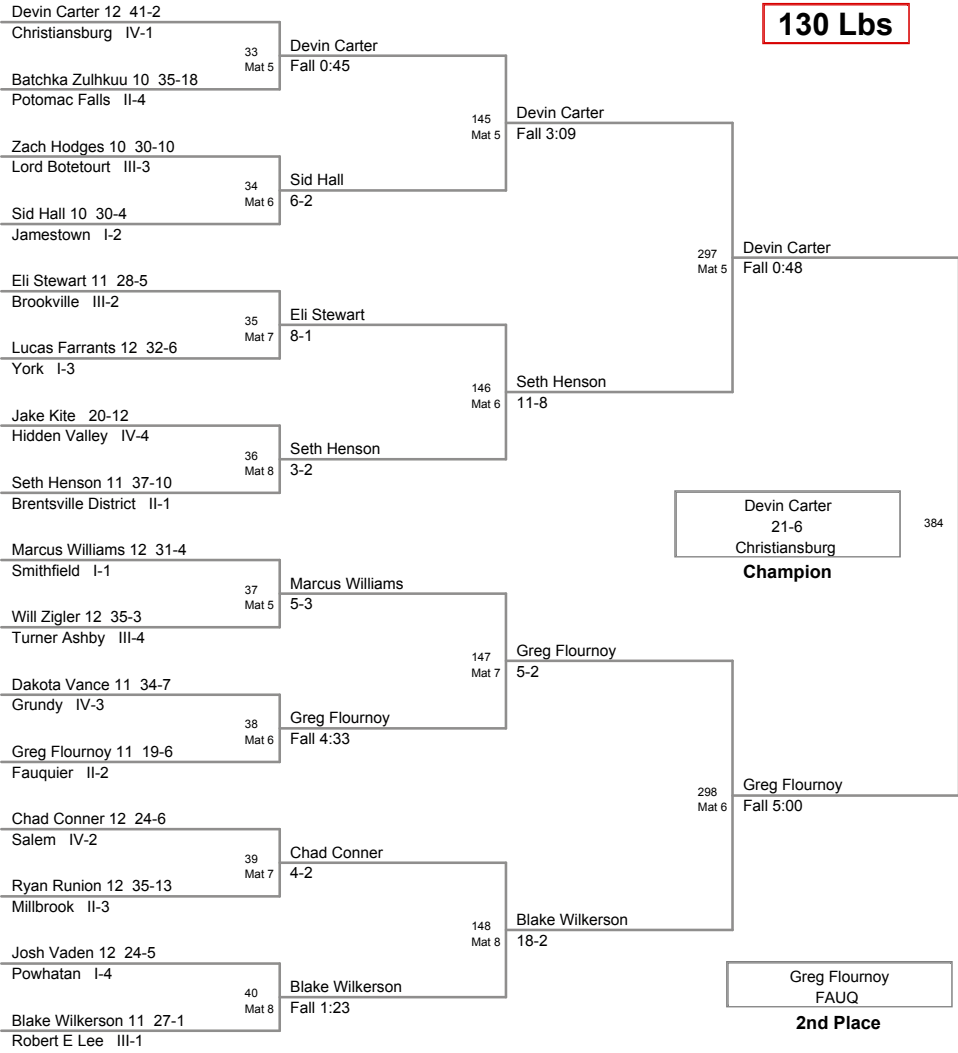 130 Lbs
Devin Carter 12 41-2
Christiansburg IV-1
33
Mat 5
Devin Carter
Fall 0:45
Batchka Zulhkuu 10 35-18
Potomac Falls II-4
145
Mat 5
Devin Carter
Fall 3:09
Zach Hodges 10 30-10
Lord Botetourt III-3
34
Mat 6
Sid Hall
6-2
Sid Hall 10 30-4
Jamestown I-2
297
Mat 5
Devin Carter
Fall 0:48
Eli Stewart 11 28-5
Brookville III-2
35
Mat 7
Eli Stewart
8-1
Lucas Farrants 12 32-6
York I-3
146
Mat 6
Seth Henson
11-8
Jake Kite 20-12
Hidden Valley IV-4
36
Mat 8
Seth Henson
3-2
Seth Henson 11 37-10
Brentsville District II-1
Devin Carter
21-6
Christiansburg
Champion
384
Marcus Williams 12 31-4
Smithfield I-1
37
Mat 5
Marcus Williams
5-3
Will Zigler 12 35-3
Turner Ashby III-4
147
Mat 7
Greg Flournoy
5-2
Dakota Vance 11 34-7
Grundy IV-3
38
Mat 6
Greg Flournoy
Fall 4:33
Greg Flournoy 11 19-6
Fauquier II-2
298
Mat 6
Greg Flournoy
Fall 5:00
Chad Conner 12 24-6
Salem IV-2
39
Mat 7
Chad Conner
4-2
Ryan Runion 12 35-13
Millbrook II-3
148
Mat 8
Blake Wilkerson
18-2
Josh Vaden 12 24-5
Powhatan I-4
40
Mat 8
Blake Wilkerson
Fall 1:23
Blake Wilkerson 11 27-1
Robert E Lee III-1
Greg Flournoy
FAUQ
2nd Place